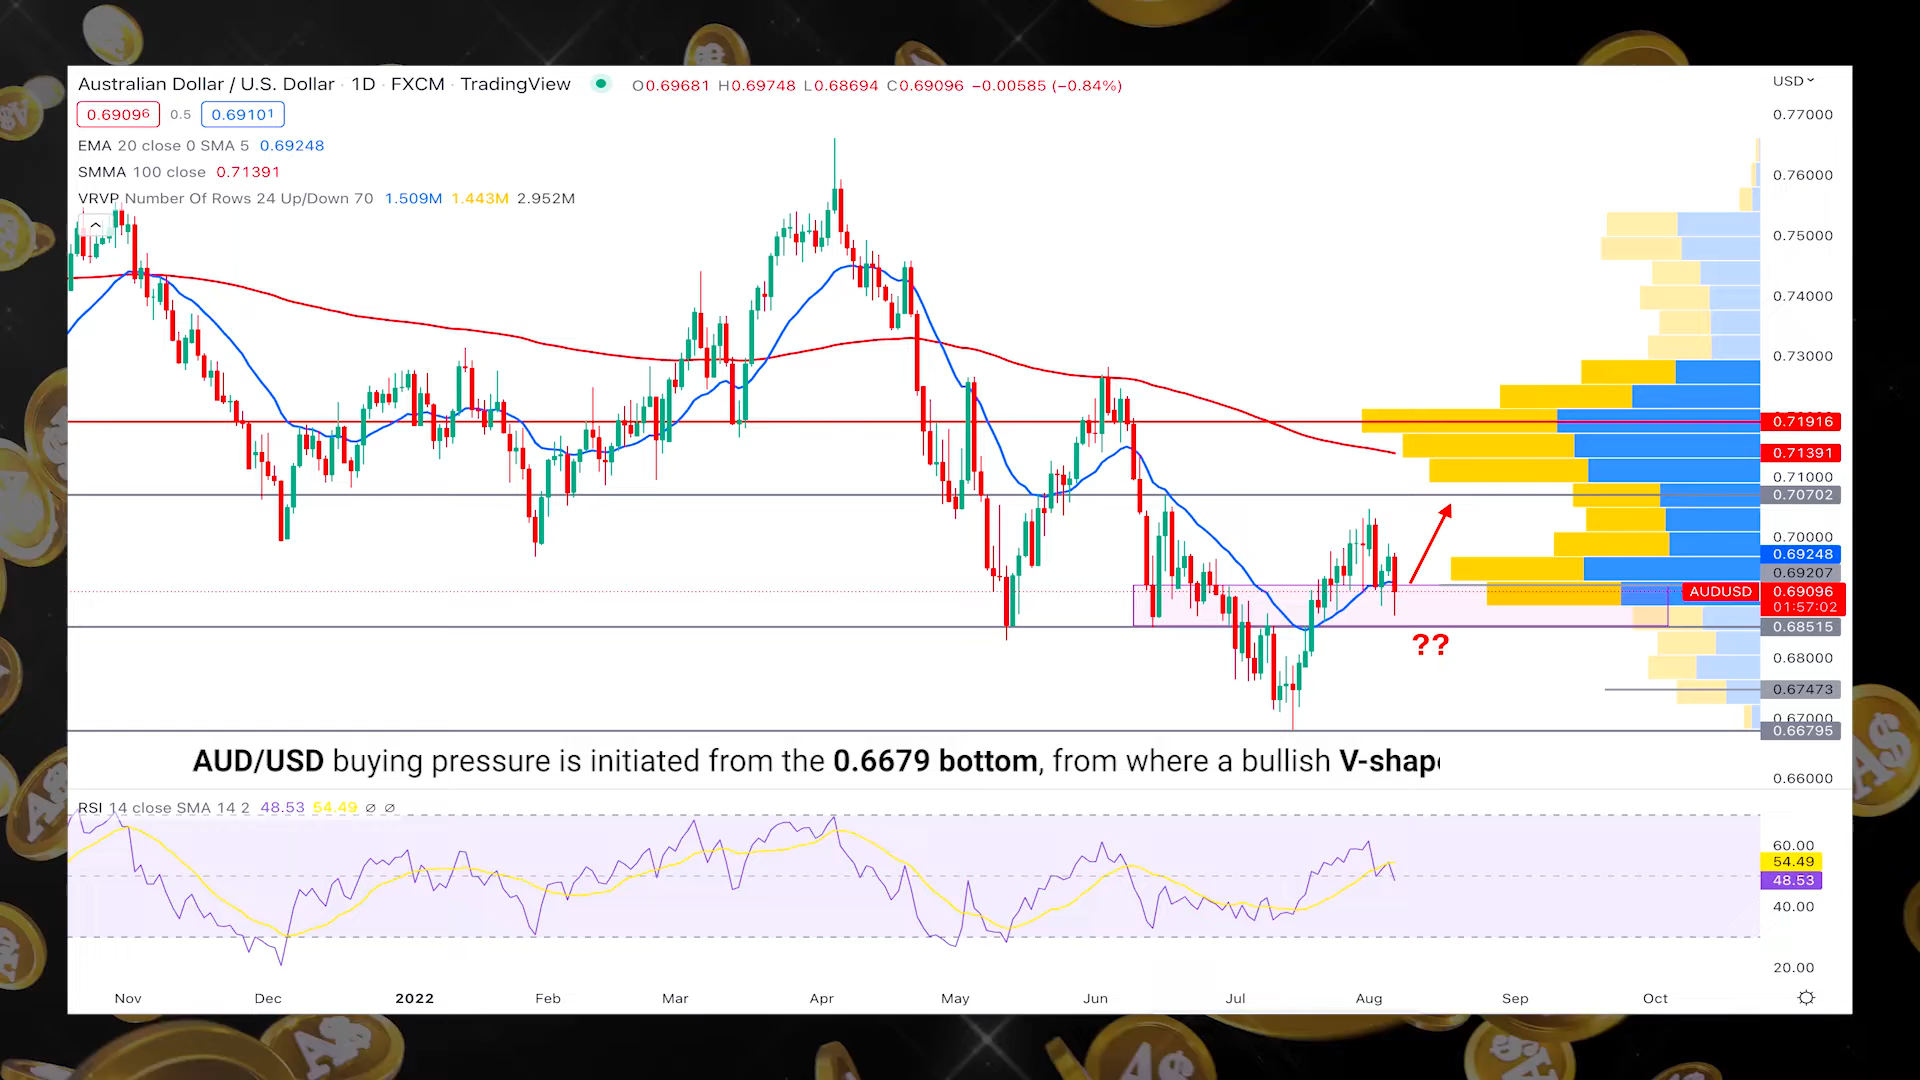 Australian Dollar / U.S. Dollar · 1D · FXCM · TradingView O0.69681 H0.69748 L0.68694 C0.69096 −0.00585 (−0.84%)
USD
0.69096 0.5 0.69101
EMA 20 close 0 SMA 5 0.69248
SMMA 100 close 0.71391
VRVP Number Of Rows 24 Up/Down 70 1.509M 1.443M 2.952M
0.77000
0.76000
0.75000
0.74000
0.73000
0.71916
0.71391
0.71000
0.70702
0.70000
0.69248
0.69207
AUDUSD 0.69096
01:57:02
0.68515
??
0.68000
0.67473
0.67000
0.66795
AUD/USD buying pressure is initiated from the 0.6679 bottom, from where a bullish V-shap
0.66000
RSI 14 close SMA 14 2 48.53 54.49 ∅ ∅
60.00
54.49
48.53
40.00
20.00
Nov Dec 2022 Feb Mar Apr May Jun Jul Aug Sep Oct